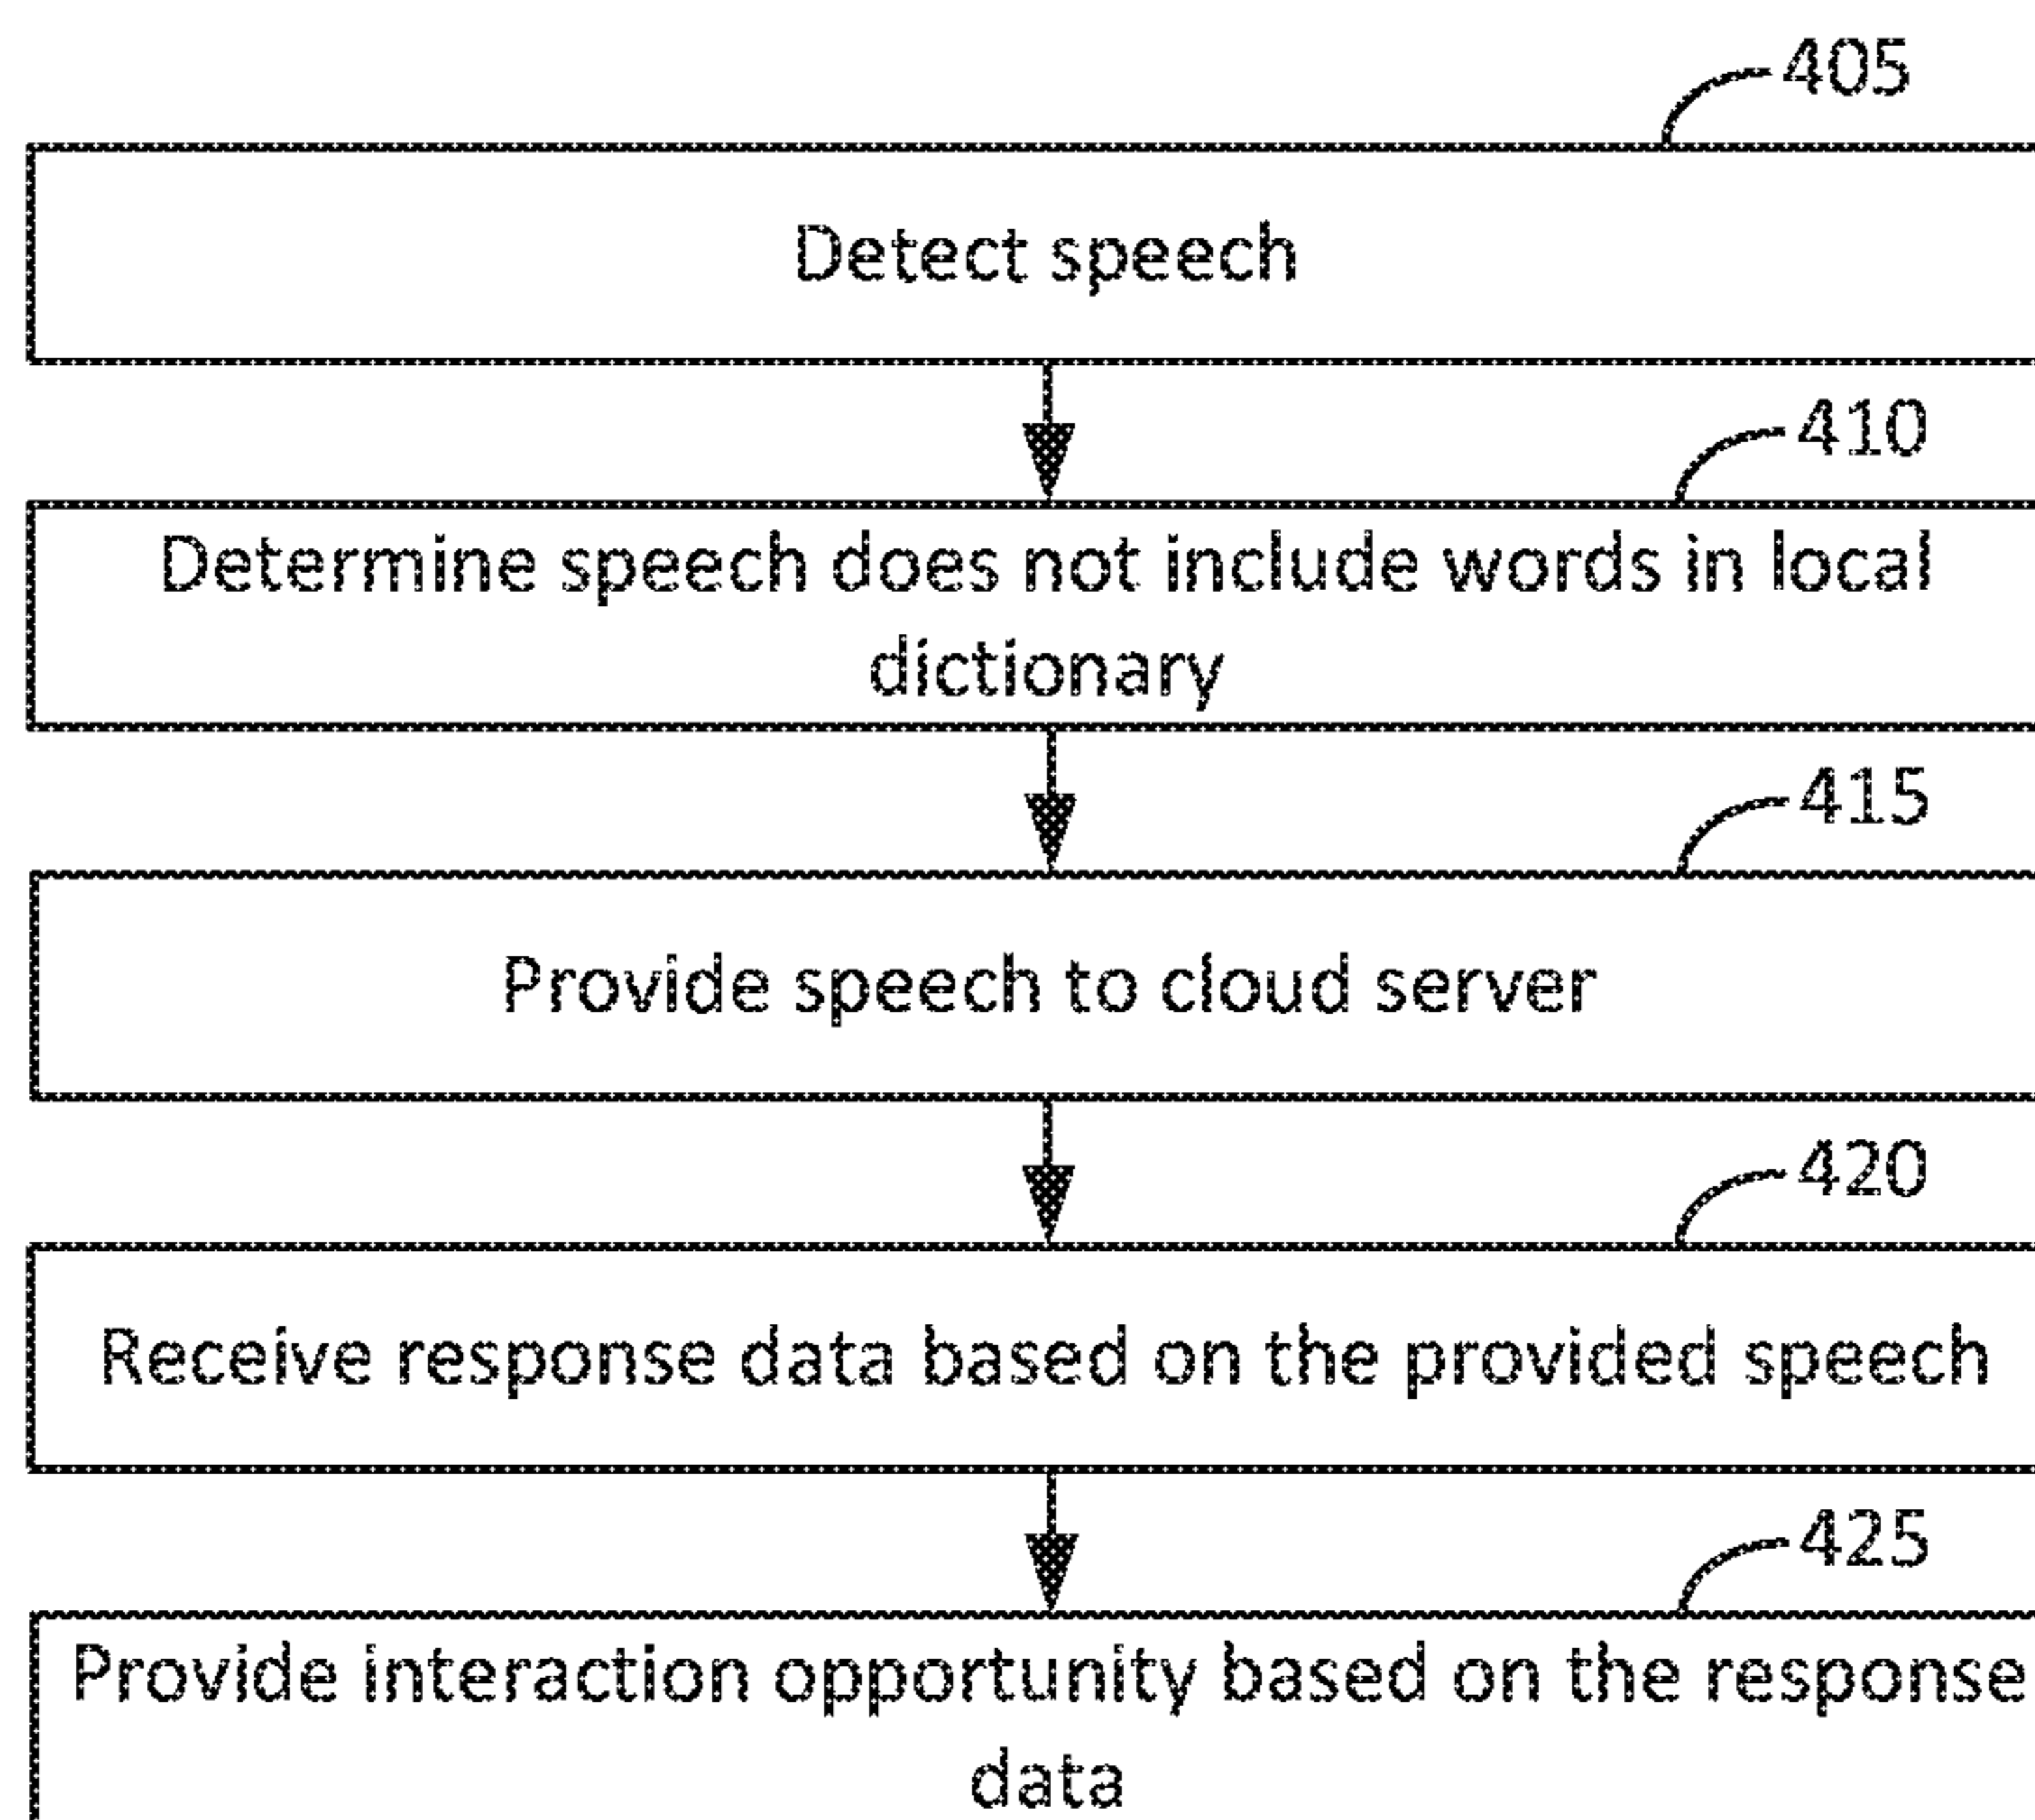 405
Detect speech
410
Determine speech does not include words in local
dictionary
415
Provide speech to cloud server
420
Receive response data based on the provided speech
425
Provide interaction opportunity based on the response
data